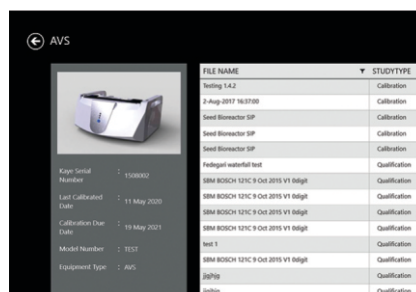 AVS
FILE NAME STUDYTYPE
Testing 1.4.2 Calibration
2-Aug-2017 16:37:00 Calibration
Seed Bioreactor SIP Calibration
Seed Bioreactor SIP Calibration
Seed Bioreactor SIP Calibration
Fedegari waterfall test Qualification
SBM BOSCH 121C 9 Oct 2015 V1 0digit Qualification
SBM BOSCH 121C 9 Oct 2015 V1 0digit Qualification
SBM BOSCH 121C 9 Oct 2015 V1 0digit Qualification
SBM BOSCH 121C 9 Oct 2015 V1 0digit Qualification
test 1 Qualification
SBM BOSCH 121C 9 Oct 2015 V1 0digit Qualification
Qualification
Qualification
Kaye Serial
Number : 1508002
Last Calibrated
Date : 11 May 2020
Calibration Due
Date : 19 May 2021
Model Number : TEST
Equipment Type : AVS